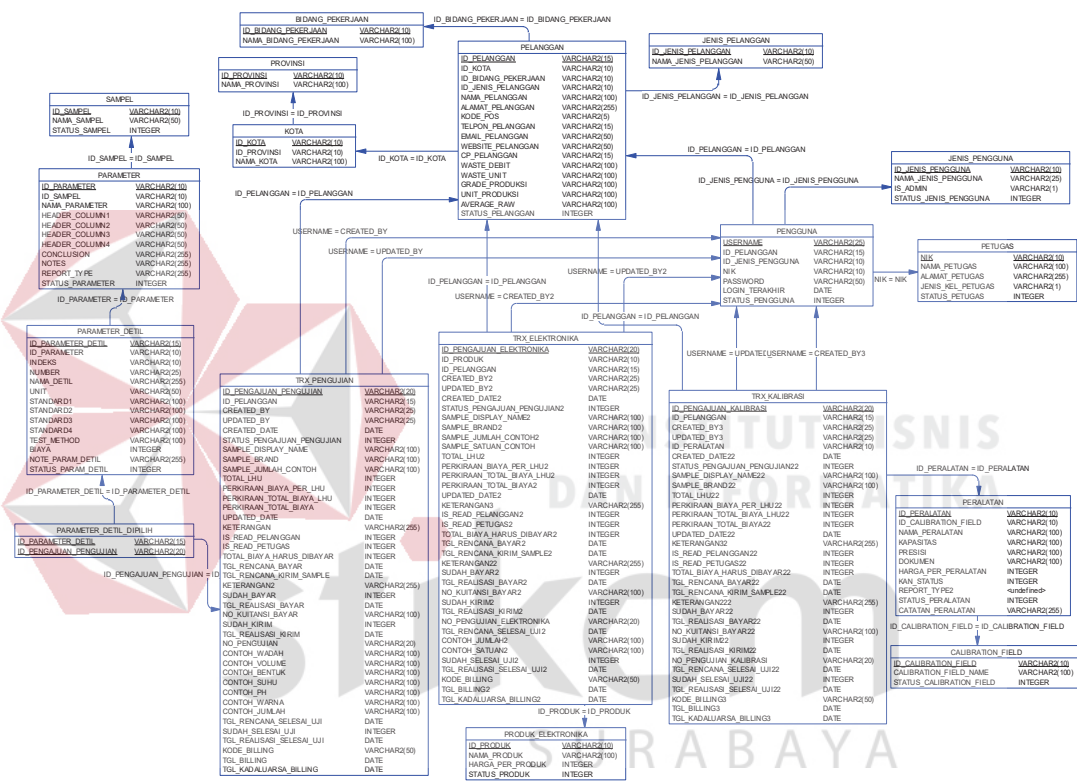 BIDANG_PEKERJAAN
ID_BIDANG_PEKERJAAN VARCHAR2(10)
NAMA_BIDANG_PEKERJAAN VARCHAR2(100)
ID_BIDANG_PEKERJAAN = ID_BIDANG_PEKERJAAN
PELANGGAN
ID_PELANGGAN VARCHAR2(15)
ID_KOTA VARCHAR2(10)
ID_BIDANG_PEKERJAAN VARCHAR2(10)
ID_JENIS_PELANGGAN VARCHAR2(10)
NAMA_PELANGGAN VARCHAR2(100)
ALAMAT_PELANGGAN VARCHAR2(255)
KODE_POS VARCHAR2(5)
TELPON_PELANGGAN VARCHAR2(15)
EMAIL_PELANGGAN VARCHAR2(50)
WEBSITE_PELANGGAN VARCHAR2(50)
CP_PELANGGAN VARCHAR2(15)
WASTE_DEBIT VARCHAR2(100)
WASTE_UNIT VARCHAR2(100)
GRADE_PRODUKSI VARCHAR2(100)
UNIT_PRODUKSI VARCHAR2(100)
AVERAGE_RAW VARCHAR2(100)
STATUS_PELANGGAN INTEGER
JENIS_PELANGGAN
ID_JENIS_PELANGGAN VARCHAR2(10)
NAMA_JENIS_PELANGGAN VARCHAR2(50)
ID_JENIS_PELANGGAN = ID_JENIS_PELANGGAN
PROVINSI
ID_PROVINSI VARCHAR2(10)
NAMA_PROVINSI VARCHAR2(100)
ID_PROVINSI = ID_PROVINSI
KOTA
ID_KOTA VARCHAR2(10)
ID_PROVINSI VARCHAR2(10)
NAMA_KOTA VARCHAR2(100)
ID_KOTA = ID_KOTA
SAMPEL
ID_SAMPEL VARCHAR2(10)
NAMA_SAMPEL VARCHAR2(50)
STATUS_SAMPEL INTEGER
ID_SAMPEL = ID_SAMPEL
PARAMETER
ID_PARAMETER VARCHAR2(10)
ID_SAMPEL VARCHAR2(10)
NAMA_PARAMETER VARCHAR2(100)
HEADER_COLUMN1 VARCHAR2(50)
HEADER_COLUMN2 VARCHAR2(50)
HEADER_COLUMN3 VARCHAR2(50)
HEADER_COLUMN4 VARCHAR2(50)
CONCLUSION VARCHAR2(255)
NOTES VARCHAR2(255)
REPORT_TYPE VARCHAR2(255)
STATUS_PARAMETER INTEGER
ID_PARAMETER = ID_PARAMETER
PARAMETER_DETIL
ID_PARAMETER_DETIL VARCHAR2(15)
ID_PARAMETER VARCHAR2(10)
INDEKS VARCHAR2(10)
NUMBER VARCHAR2(25)
NAMA_DETIL VARCHAR2(255)
UNIT VARCHAR2(50)
STANDARD1 VARCHAR2(100)
STANDARD2 VARCHAR2(100)
STANDARD3 VARCHAR2(100)
STANDARD4 VARCHAR2(100)
TEST_METHOD VARCHAR2(100)
BIAYA INTEGER
NOTE_PARAM_DETIL VARCHAR2(255)
STATUS_PARAM_DETIL INTEGER
ID_PARAMETER_DETIL = ID_PARAMETER_DETIL
PARAMETER_DETIL_DIPILIH
ID_PARAMETER_DETIL VARCHAR2(15)
ID_PENGAJUAN_PENGUJIAN VARCHAR2(20)
ID_PENGAJUAN_PENGUJIAN = ID
ID_PELANGGAN = ID_PELANGGAN
USERNAME = CREATED_BY
USERNAME = UPDATED_BY
ID_PELANGGAN = ID_PELANGGAN
USERNAME = UPDATED_BY2
USERNAME = CREATED_BY2
ID_PELANGGAN = ID_PELANGGAN
ID_PELANGGAN = ID_PELANGGAN
ID_JENIS_PENGGUNA = ID_JENIS_PENGGUNA
USERNAME = UPDATED
USERNAME = CREATED_BY3
JENIS_PENGGUNA
ID_JENIS_PENGGUNA VARCHAR2(10)
NAMA_JENIS_PENGGUNA VARCHAR2(25)
IS_ADMIN VARCHAR2(1)
STATUS_JENIS_PENGGUNA INTEGER
PENGGUNA
USERNAME VARCHAR2(25)
ID_PELANGGAN VARCHAR2(15)
ID_JENIS_PENGGUNA VARCHAR2(10)
NIK VARCHAR2(10)
PASSWORD VARCHAR2(50)
LOGIN_TERAKHIR DATE
STATUS_PENGGUNA INTEGER
NIK = NIK
PETUGAS
NIK VARCHAR2(10)
NAMA_PETUGAS VARCHAR2(100)
ALAMAT_PETUGAS VARCHAR2(255)
JENIS_KEL_PETUGAS VARCHAR2(1)
STATUS_PETUGAS INTEGER
TRX_PENGUJIAN
ID_PENGAJUAN_PENGUJIAN VARCHAR2(20)
ID_PELANGGAN VARCHAR2(15)
CREATED_BY VARCHAR2(25)
UPDATED_BY VARCHAR2(25)
CREATED_DATE DATE
STATUS_PENGAJUAN_PENGUJIAN INTEGER
SAMPLE_DISPLAY_NAME VARCHAR2(100)
SAMPLE_BRAND VARCHAR2(100)
SAMPLE_JUMLAH_CONTOH VARCHAR2(100)
TOTAL_LHU INTEGER
PERKIRAAN_BIAYA_PER_LHU INTEGER
PERKIRAAN_TOTAL_BIAYA_LHU INTEGER
PERKIRAAN_TOTAL_BIAYA INTEGER
UPDATED_DATE DATE
KETERANGAN VARCHAR2(255)
IS_READ_PELANGGAN INTEGER
IS_READ_PETUGAS INTEGER
TOTAL_BIAYA_HARUS_DIBAYAR INTEGER
TGL_RENCANA_BAYAR DATE
TGL_RENCANA_KIRIM_SAMPLE DATE
KETERANGAN2 VARCHAR2(255)
SUDAH_BAYAR INTEGER
TGL_REALISASI_BAYAR DATE
NO_KUITANSI_BAYAR VARCHAR2(100)
SUDAH_KIRIM INTEGER
TGL_REALISASI_KIRIM DATE
NO_PENGUJIAN VARCHAR2(20)
CONTOH_WADAH VARCHAR2(100)
CONTOH_VOLUME VARCHAR2(100)
CONTOH_BENTUK VARCHAR2(100)
CONTOH_SUHU VARCHAR2(100)
CONTOH_PH VARCHAR2(100)
CONTOH_WARNA VARCHAR2(100)
CONTOH_JUMLAH VARCHAR2(100)
TGL_RENCANA_SELESAI_UJI DATE
SUDAH_SELESAI_UJI INTEGER
TGL_REALISASI_SELESAI_UJI DATE
KODE_BILLING VARCHAR2(50)
TGL_BILLING DATE
TGL_KADALUARSA_BILLING DATE
TRX_ELEKTRONIKA
ID_PENGAJUAN_ELEKTRONIKA VARCHAR2(20)
ID_PRODUK VARCHAR2(10)
ID_PELANGGAN VARCHAR2(15)
CREATED_BY2 VARCHAR2(25)
UPDATED_BY2 VARCHAR2(25)
CREATED_DATE2 DATE
STATUS_PENGAJUAN_PENGUJIAN2 INTEGER
SAMPLE_DISPLAY_NAME2 VARCHAR2(100)
SAMPLE_BRAND2 VARCHAR2(100)
SAMPLE_JUMLAH_CONTOH2 VARCHAR2(100)
SAMPLE_SATUAN_CONTOH2 VARCHAR2(100)
TOTAL_LHU2 INTEGER
PERKIRAAN_BIAYA_PER_LHU2 INTEGER
PERKIRAAN_TOTAL_BIAYA_LHU2 INTEGER
PERKIRAAN_TOTAL_BIAYA2 INTEGER
UPDATED_DATE2 DATE
KETERANGAN3 VARCHAR2(255)
IS_READ_PELANGGAN2 INTEGER
IS_READ_PETUGAS2 INTEGER
TOTAL_BIAYA_HARUS_DIBAYAR2 INTEGER
TGL_RENCANA_BAYAR2 DATE
TGL_RENCANA_KIRIM_SAMPLE2 DATE
KETERANGAN22 VARCHAR2(255)
SUDAH_BAYAR2 INTEGER
TGL_REALISASI_BAYAR2 DATE
NO_KUITANSI_BAYAR2 VARCHAR2(100)
SUDAH_KIRIM2 INTEGER
TGL_REALISASI_KIRIM2 DATE
NO_PENGUJIAN_ELEKTRONIKA VARCHAR2(20)
TGL_RENCANA_SELESAI_UJI2 DATE
CONTOH_JUMLAH2 VARCHAR2(100)
CONTOH_SATUAN2 VARCHAR2(100)
SUDAH_SELESAI_UJI2 INTEGER
TGL_REALISASI_SELESAI_UJI2 DATE
KODE_BILLING VARCHAR2(50)
TGL_BILLING2 DATE
TGL_KADALUARSA_BILLING2 DATE
ID_PRODUK = ID_PRODUK
PRODUK_ELEKTRONIKA
ID_PRODUK VARCHAR2(10)
NAMA_PRODUK VARCHAR2(100)
HARGA_PER_PRODUK INTEGER
STATUS_PRODUK INTEGER
TRX_KALIBRASI
ID_PENGAJUAN_KALIBRASI VARCHAR2(20)
ID_PELANGGAN VARCHAR2(15)
CREATED_BY3 VARCHAR2(25)
UPDATED_BY3 VARCHAR2(25)
ID_PERALATAN VARCHAR2(10)
CREATED_DATE22 DATE
STATUS_PENGAJUAN_PENGUJIAN22 INTEGER
SAMPLE_DISPLAY_NAME22 VARCHAR2(100)
SAMPLE_BRAND22 VARCHAR2(100)
TOTAL_LHU22 INTEGER
PERKIRAAN_BIAYA_PER_LHU22 INTEGER
PERKIRAAN_TOTAL_BIAYA_LHU22 INTEGER
PERKIRAAN_TOTAL_BIAYA22 INTEGER
UPDATED_DATE22 DATE
KETERANGAN32 VARCHAR2(255)
IS_READ_PELANGGAN22 INTEGER
IS_READ_PETUGAS22 INTEGER
TOTAL_BIAYA_HARUS_DIBAYAR22 INTEGER
TGL_RENCANA_BAYAR22 DATE
TGL_RENCANA_KIRIM_SAMPLE22 DATE
KETERANGAN222 VARCHAR2(255)
SUDAH_BAYAR22 INTEGER
TGL_REALISASI_BAYAR22 DATE
NO_KUITANSI_BAYAR22 VARCHAR2(100)
SUDAH_KIRIM22 INTEGER
TGL_REALISASI_KIRIM22 DATE
NO_PENGUJIAN_KALIBRASI VARCHAR2(20)
TGL_RENCANA_SELESAI_UJI22 DATE
SUDAH_SELESAI_UJI22 INTEGER
TGL_REALISASI_SELESAI_UJI22 DATE
KODE_BILLING3 VARCHAR2(50)
TGL_BILLING3 DATE
TGL_KADALUARSA_BILLING3 DATE
ID_PERALATAN = ID_PERALATAN
PERALATAN
ID_PERALATAN VARCHAR2(10)
ID_CALIBRATION_FIELD VARCHAR2(10)
NAMA_PERALATAN VARCHAR2(100)
KAPASITAS VARCHAR2(100)
PRESISI VARCHAR2(100)
DOKUMEN VARCHAR2(100)
HARGA_PER_PERALATAN INTEGER
KAN_STATUS INTEGER
REPORT_TYPE2 <undefined>
STATUS_PERALATAN INTEGER
CATATAN_PERALATAN VARCHAR2(255)
ID_CALIBRATION_FIELD = ID_CALIBRATION_FIELD
CALIBRATION_FIELD
ID_CALIBRATION_FIELD VARCHAR2(10)
CALIBRATION_FIELD_NAME VARCHAR2(100)
STATUS_CALIBRATION_FIELD INTEGER
stikom
SURABAYA